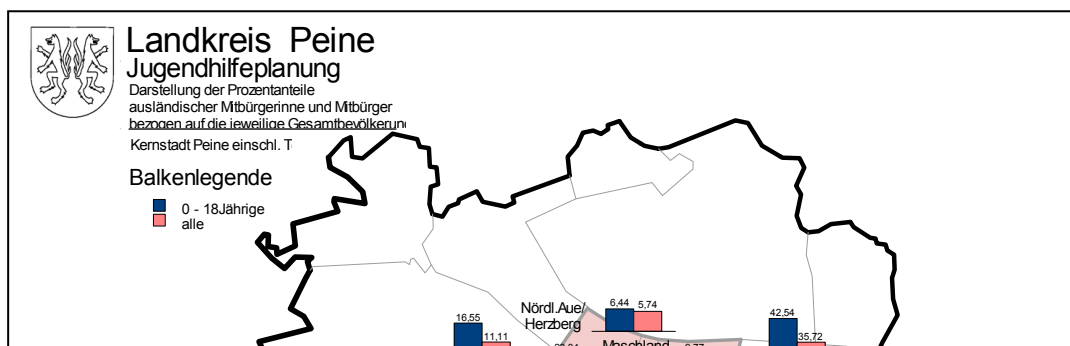 Landkreis Peine
Jugendhilfeplanung
Darstellung der Prozentanteile
ausländischer Mitbürgerinne und Mitbürger
bezogen auf die jeweilige Gesamtbevölkerung
Kernstadt Peine einschl. T
Balkenlegende
0 - 18Jährige
alle
Nördl.Aue/
Herzberg
6,44 5,74
16,55
11,11
42,54
35,72
Maschland